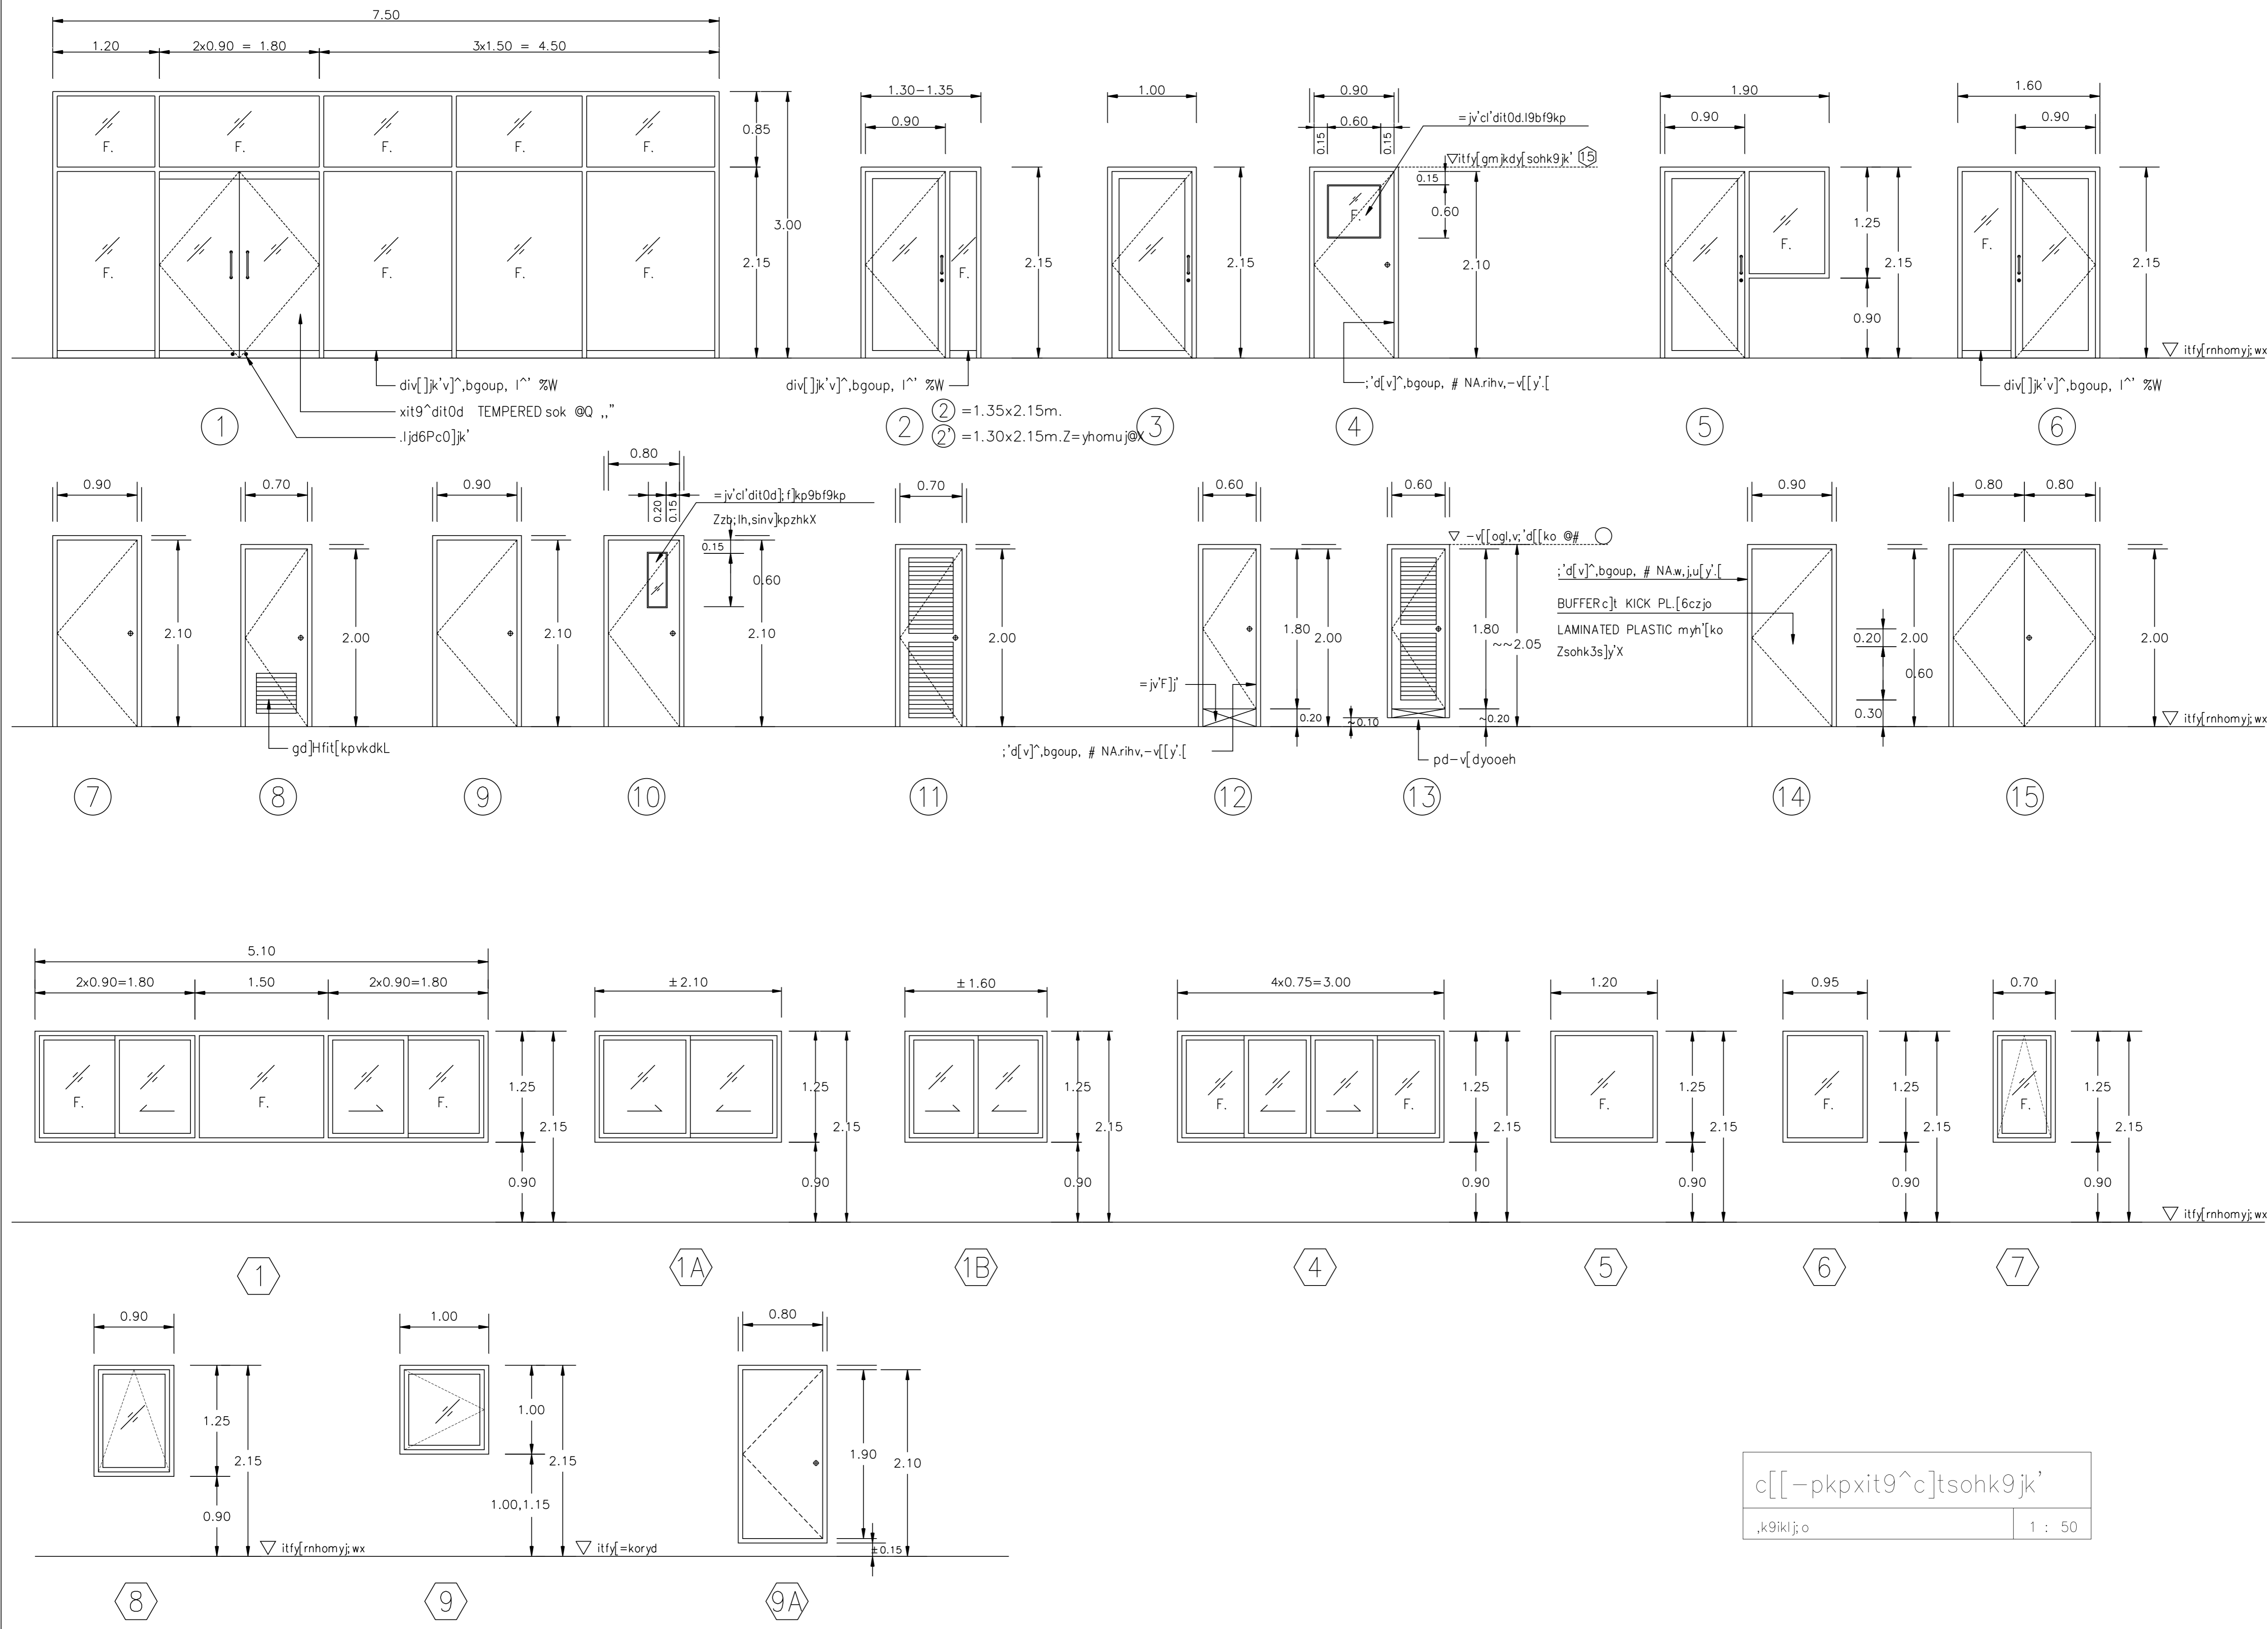 7.50
1.20 2x0.90 = 1.80 3x1.50 = 4.50
F. F. F. F. F.
F. F. F. F.
0.85
3.00
2.15
div[]jk'v]^,bgoup, l^' %W
xit9^dit0d TEMPERED sok @Q ,,"
.ljd6Pc0]jk'
1
1.30-1.35
0.90
F.
2.15
div[]jk'v]^,bgoup, l^' %W
2
2 =1.35x2.15m.
2' =1.30x2.15m.Z=yhomuj@X
1.00
2.15
3
0.90
0.15 0.60 0.15
=jv'cl'dit0d.l9bf9kp
▽itfy[gmjkdy[sohk9jk' 15
0.15
0.60
F.
2.10
;'d[v]^,bgoup, # NA.rihv,-v[[y'.[
4
1.90
0.90
F.
1.25
2.15
0.90
5
1.60
0.90
F.
2.15
▽ itfy[rnhomyj;wx
div[]jk'v]^,bgoup, l^' %W
6
0.90
2.10
7
0.70
2.00
gd]Hfit[kpvkdkL
8
0.90
2.10
9
0.80
0.20 0.15
=jv'cl'dit0d];f]kp9bf9kp
Zzb;lh,sinv]kpzhkX
0.15
0.60
2.10
10
0.70
2.00
11
0.60
1.80 2.00
0.20
=jv'F]j'
;'d[v]^,bgoup, # NA.rihv,-v[[y'.[
12
0.60
▽ -v[[ogl,v;'d[[ko @#
1.80
~~2.05
~0.10
~0.20
pd-v[dyooeh
13
0.90
;'d[v]^,bgoup, # NA.w,j,u[y'.[
BUFFERc]t KICK PL.[6czjo
LAMINATED PLASTIC myh'[ko
Zsohk3s]y'X
0.20 2.00
0.60
0.30
14
0.80 0.80
2.00
▽ itfy[rnhomyj;wx
15
5.10
2x0.90=1.80 1.50 2x0.90=1.80
F. F. F.
1.25
2.15
0.90
1
±2.10
1.25
2.15
0.90
1A
±1.60
1.25
2.15
0.90
1B
4x0.75=3.00
F. F.
1.25
2.15
0.90
4
1.20
F.
1.25
2.15
0.90
5
0.95
F.
1.25
2.15
0.90
6
0.70
F.
1.25
2.15
0.90
▽ itfy[rnhomyj;wx
7
0.90
1.25
2.15
0.90
▽ itfy[rnhomyj;wx
8
1.00
1.00
2.15
1.00,1.15
▽ itfy[=koryd
9
0.80
1.90
2.10
±0.15
9A
c[[-pkpxit9^c]tsohk9jk'
,k9iklj;o 1 : 50